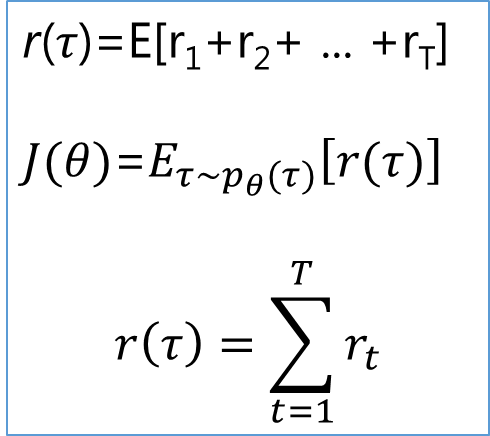 r(τ)=E[r₁+r₂+ ... +r_T]
J(θ)=E_{τ~p_θ(τ)}[r(τ)]
r(τ) = ∑_{t=1}^{T} r_t